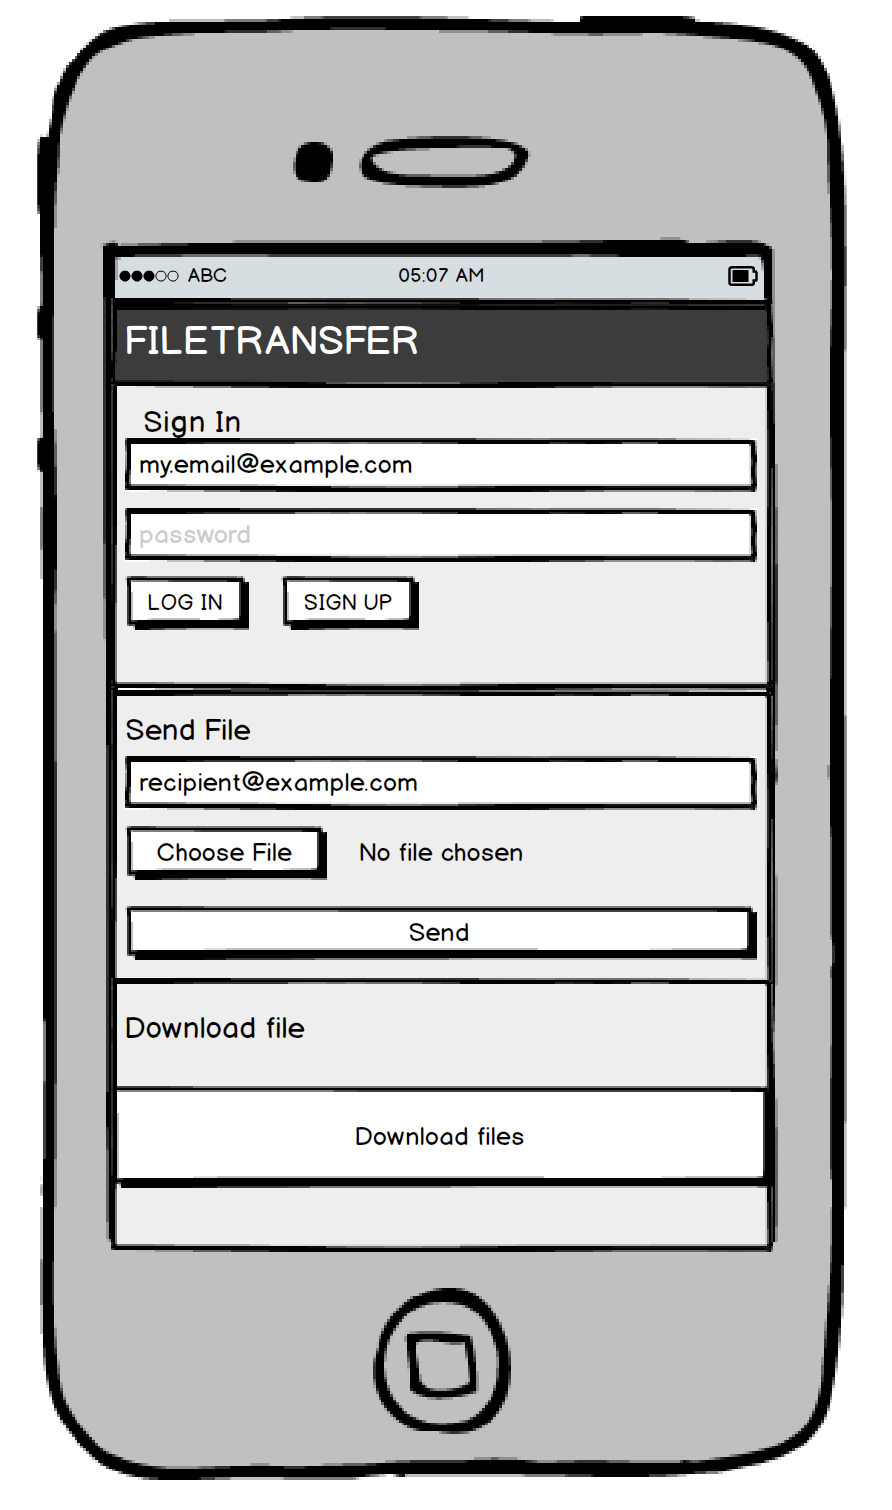 ABC 05:07 AM
FILETRANSFER
Sign In
my.email@example.com
password
LOG IN SIGN UP
Send File
recipient@example.com
Choose File No file chosen
Send
Download file
Download files